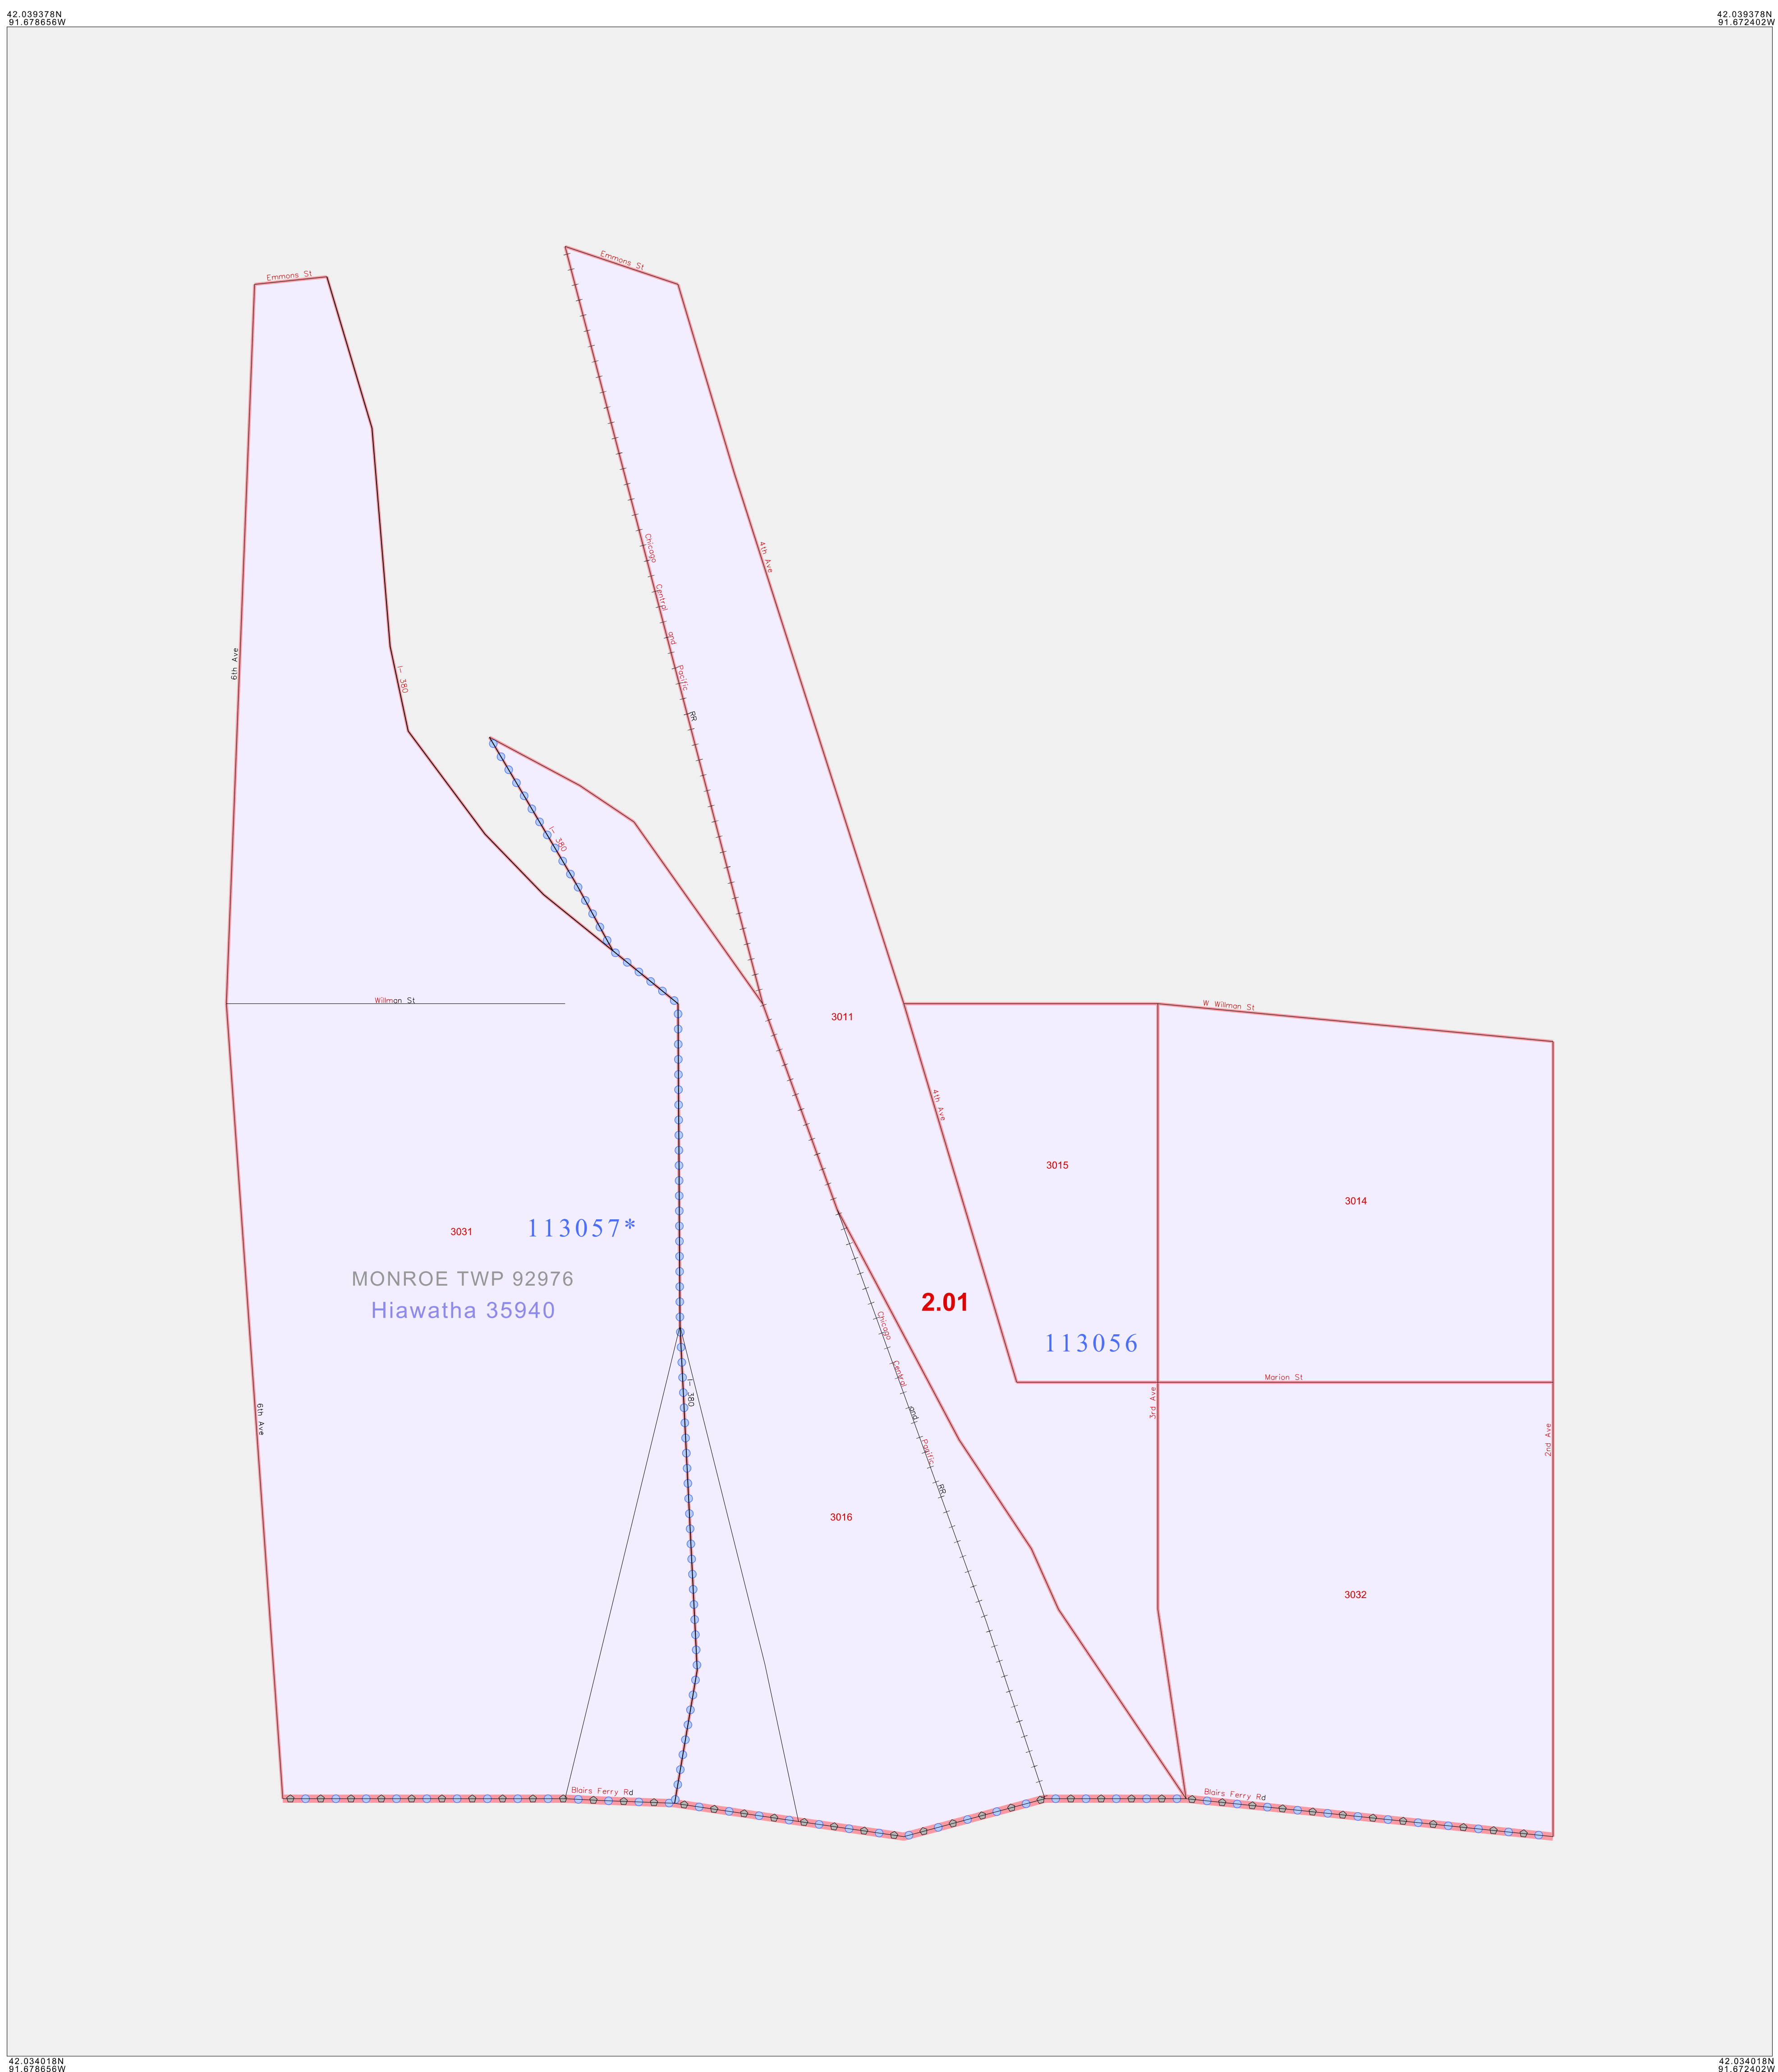 42.039378N
91.678656W
42.039378N
91.672402W
Emmons St
Emmons St
Chicago Central and Pacific RR
4th Ave
6th Ave
I- 380
I- 380
Willman St
W Willman St
3011
4th Ave
3015
3014
3031
113057*
MONROE TWP 92976
Hiawatha 35940
2.01
113056
Chicago Central and Pacific RR
Marion St
I- 380
3rd Ave
6th Ave
2nd Ave
3016
3032
Blairs Ferry Rd
Blairs Ferry Rd
42.034018N
91.678656W
42.034018N
91.672402W